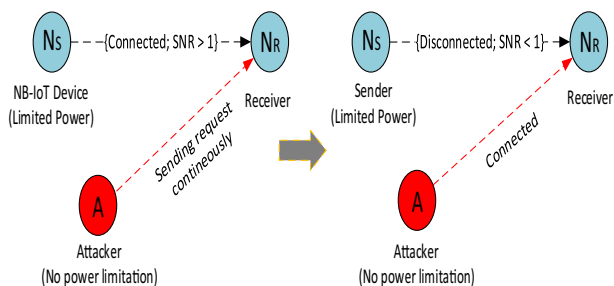 NS
{Connected; SNR > 1}
NR
NB-IoT Device
(Limited Power)
Receiver
Sending request
contineously
A
Attacker
(No power limitation)
NS
{Disconnected; SNR < 1}
NR
Sender
(Limited Power)
Receiver
Connected
A
Attacker
(No power limitation)